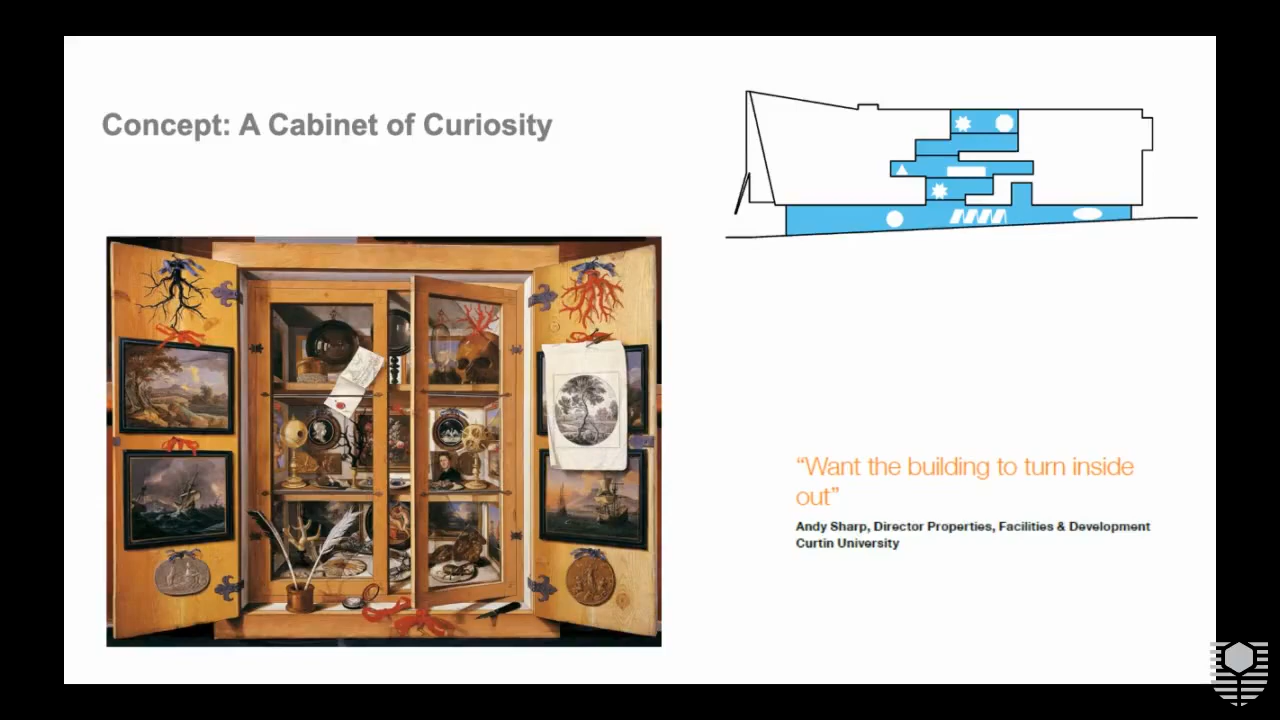 Concept: A Cabinet of Curiosity
“Want the building to turn inside
out”
Andy Sharp, Director Properties, Facilities & Development
Curtin University